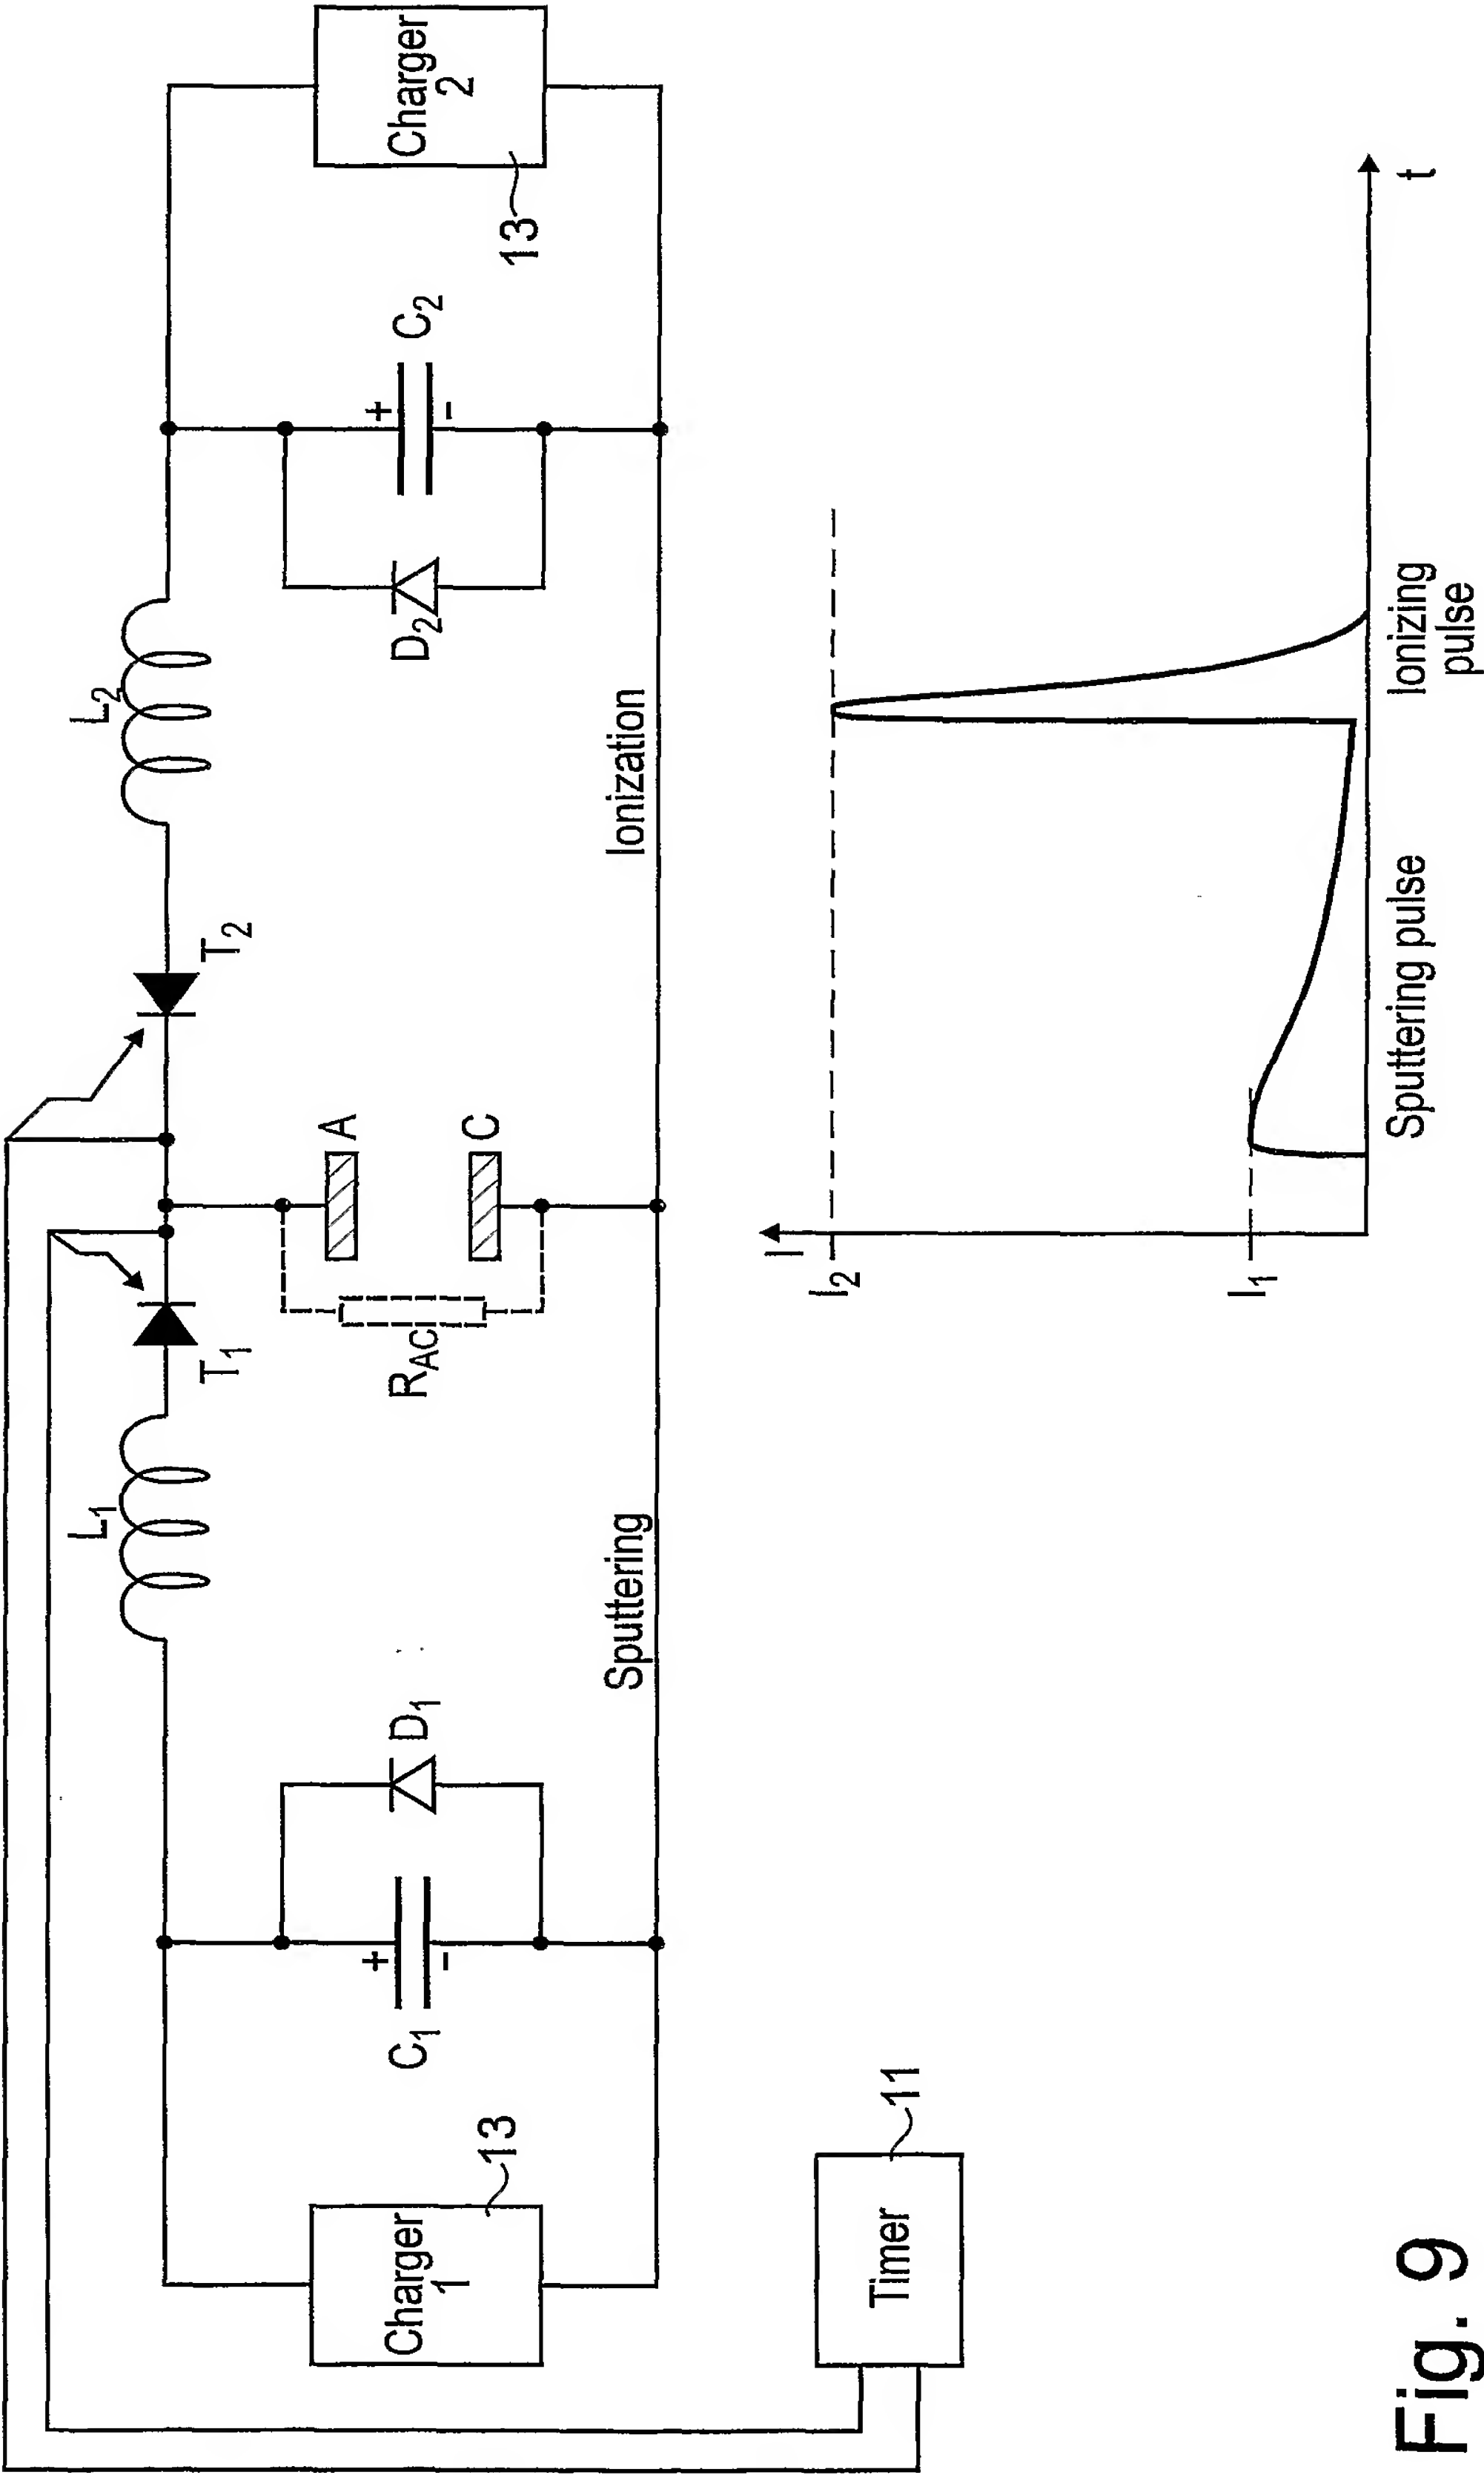 L₁
T₁
T₂
L₂
Charger
1
13
C₁
+
-
D₁
R_AC
A
C
D₂
+
-
C₂
Charger
2
13
Sputtering
Ionization
Timer
11
I
I₂
I₁
t
Sputtering pulse
Ionizing
pulse
Fig. 9